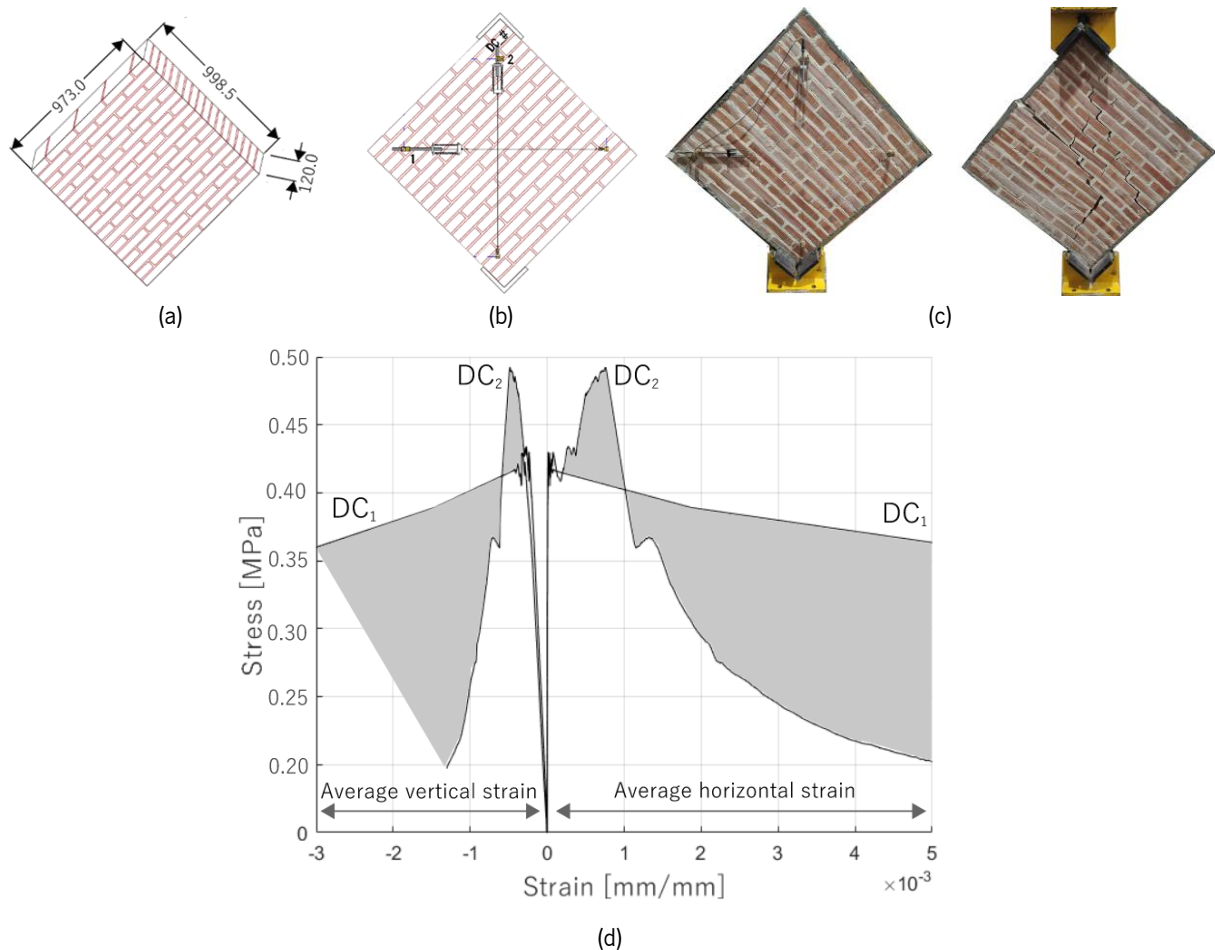 973.0
998.5
120.0
DC #
2
1
(a)
(b)
(c)
0.50
0.45
0.40
0.35
0.30
0.25
0.20
0
Stress [MPa]
DC₂
DC₂
DC₁
DC₁
Average vertical strain
Average horizontal strain
-3
-2
-1
0
1
2
3
4
5
Strain [mm/mm]
×10⁻³
(d)